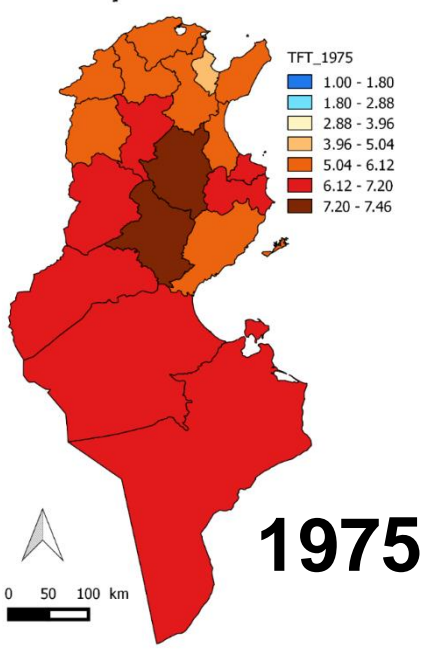 TFT_1975
1.00 - 1.80
1.80 - 2.88
2.88 - 3.96
3.96 - 5.04
5.04 - 6.12
6.12 - 7.20
7.20 - 7.46
1975
0 50 100 km